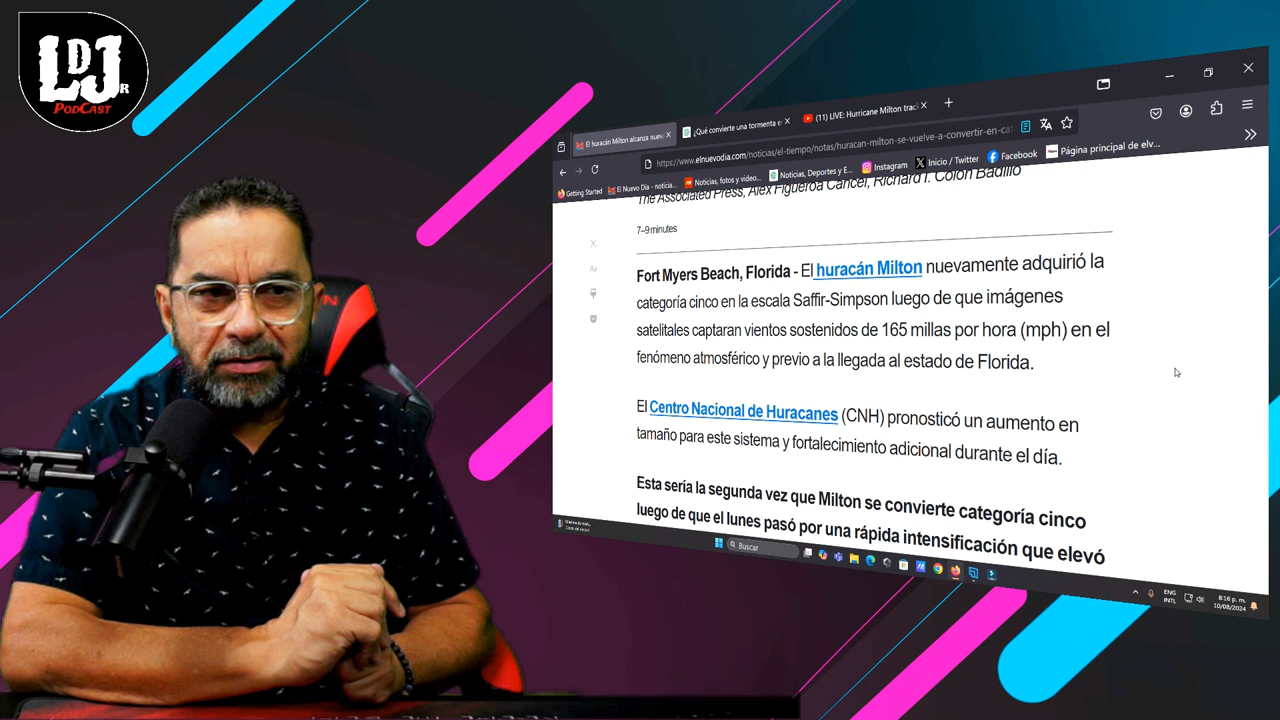 LDJR
PodCast
El huracán Milton alcanza nuev
¿Qué convierte una tormenta e
(11) LIVE: Hurricane Milton trac
https://www.elnuevodia.com/noticias/el-tiempo/notas/huracan-milton-se-vuelve-a-convertir-en-ca
Getting Started
El Nuevo Día - noticia...
Noticias, fotos y video...
Noticias, Deportes y E...
Instagram
Inicio / Twitter
Facebook
Página principal de elv...
The Associated Press, Alex Figueroa Cancel, Richard I. Colón Badillo
7–9 minutes
Fort Myers Beach, Florida - El huracán Milton nuevamente adquirió la
categoría cinco en la escala Saffir-Simpson luego de que imágenes
satelitales captaran vientos sostenidos de 165 millas por hora (mph) en el
fenómeno atmosférico y previo a la llegada al estado de Florida.
El Centro Nacional de Huracanes (CNH) pronosticó un aumento en
tamaño para este sistema y fortalecimiento adicional durante el día.
Esta sería la segunda vez que Milton se convierte categoría cinco
luego de que el lunes pasó por una rápida intensificación que elevó
Buscar
ENG
INTL
8:16 p. m.
10/08/2024